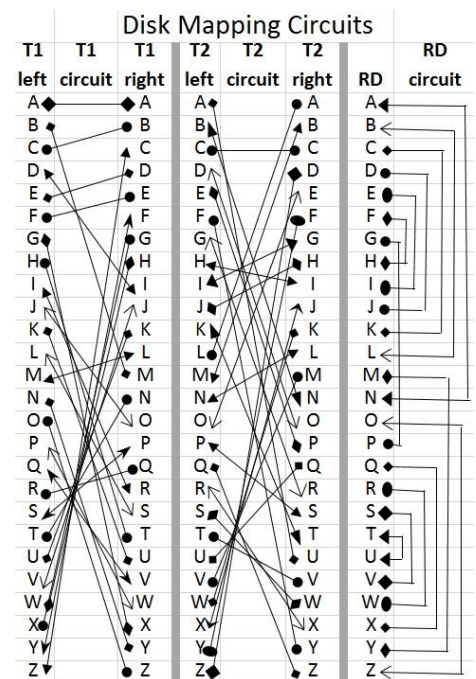 Disk Mapping Circuits
T1 T1 T1 T2 T2 T2 RD
left circuit right left circuit right RD circuit
A A A A A
B B B B B
C C C C C
D D D D D
E E E E E
F F F F F
G G G G G
H H H H H
I I I I I
J J J J J
K K K K K
L L L L L
M M M M M
N N N N N
O O O O O
P P P P P
Q Q Q Q Q
R R R R R
S S S S S
T T T T T
U U U U U
V V V V V
W W W W W
X X X X X
Y Y Y Y Y
Z Z Z Z Z